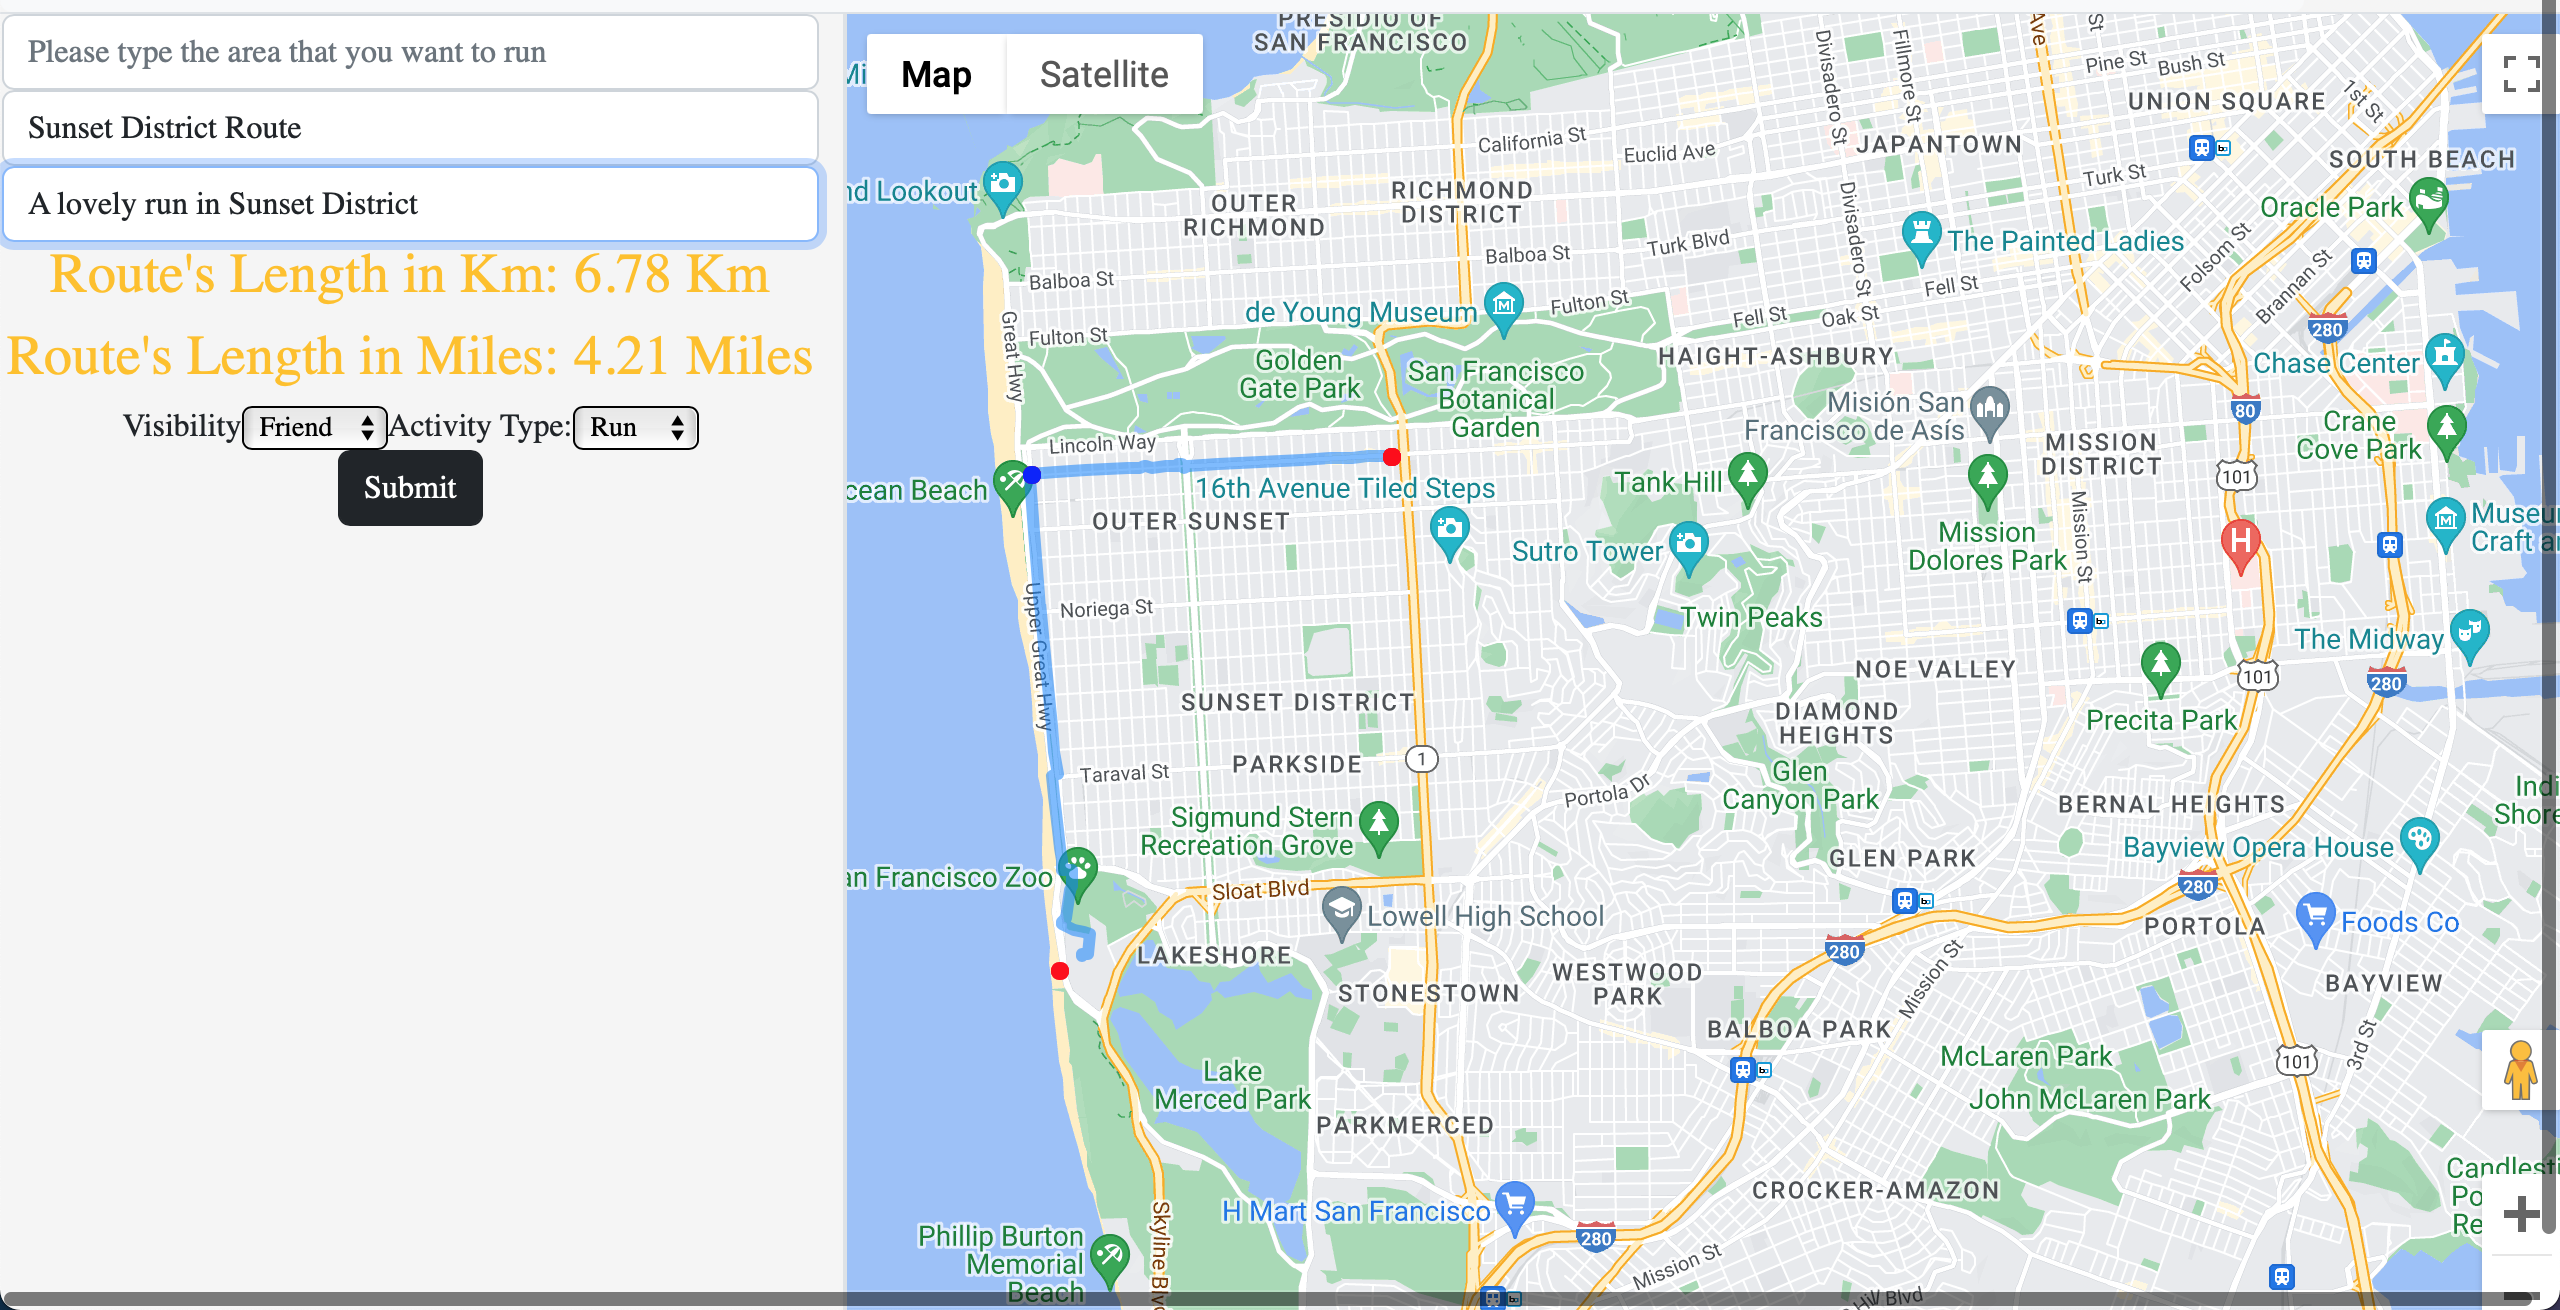 Please type the area that you want to run
Sunset District Route
A lovely run in Sunset District
Route's Length in Km: 6.78 Km
Route's Length in Miles: 4.21 Miles
Visibility Friend Activity Type: Run
Submit
Map Satellite
PRESIDIO OF
SAN FRANCISCO
Divisadero St
Fillmore St
Pine St
Bush St
1st St
UNION SQUARE
California St
Euclid Ave
JAPANTOWN
SOUTH BEACH
Turk St
Lookout
OUTER
RICHMOND
RICHMOND
DISTRICT
Divisadero St
Oracle Park
Turk Blvd
The Painted Ladies
Balboa St
Balboa St
Folsom St
Brannan St
Fell St
de Young Museum
Fulton St
Great Hwy
Fulton St
Fell St
Oak St
280
Golden
Gate Park
San Francisco
Botanical
Garden
HAIGHT-ASHBURY
Chase Center
Misión San
Francisco de Asís
80
Crane
Cove Park
Lincoln Way
MISSION
DISTRICT
101
Beach
16th Avenue Tiled Steps
Tank Hill
OUTER SUNSET
Mission St
Sutro Tower
Mission
Dolores Park
H
Craft
Upper Great Hwy
Noriega St
Twin Peaks
The Midway
NOE VALLEY
101
280
SUNSET DISTRICT
DIAMOND
HEIGHTS
Precita Park
PARKSIDE
1
Taraval St
Glen
Canyon Park
Portola Dr
BERNAL HEIGHTS
Sigmund Stern
Recreation Grove
Bayview Opera House
GLEN PARK
Francisco Zoo
Sloat Blvd
280
Lowell High School
PORTOLA
Foods Co
LAKESHORE
280
Mission St
WESTWOOD
PARK
STONESTOWN
BAYVIEW
BALBOA PARK
3rd St
McLaren Park
101
Lake
Merced Park
John McLaren Park
PARKMERCED
CROCKER-AMAZON
H Mart San Francisco
280
Skyline
Phillip Burton
Memorial
Beach
Mission St
Blvd